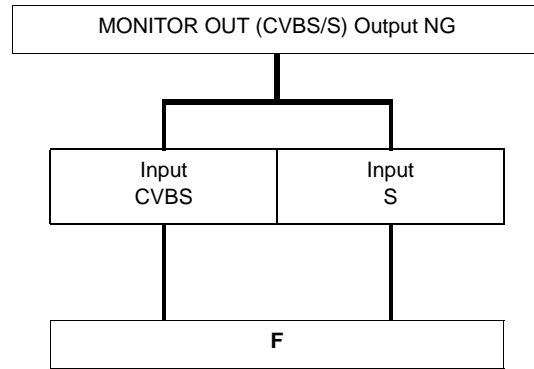 MONITOR OUT (CVBS/S) Output NG
Input
CVBS
Input
S
F